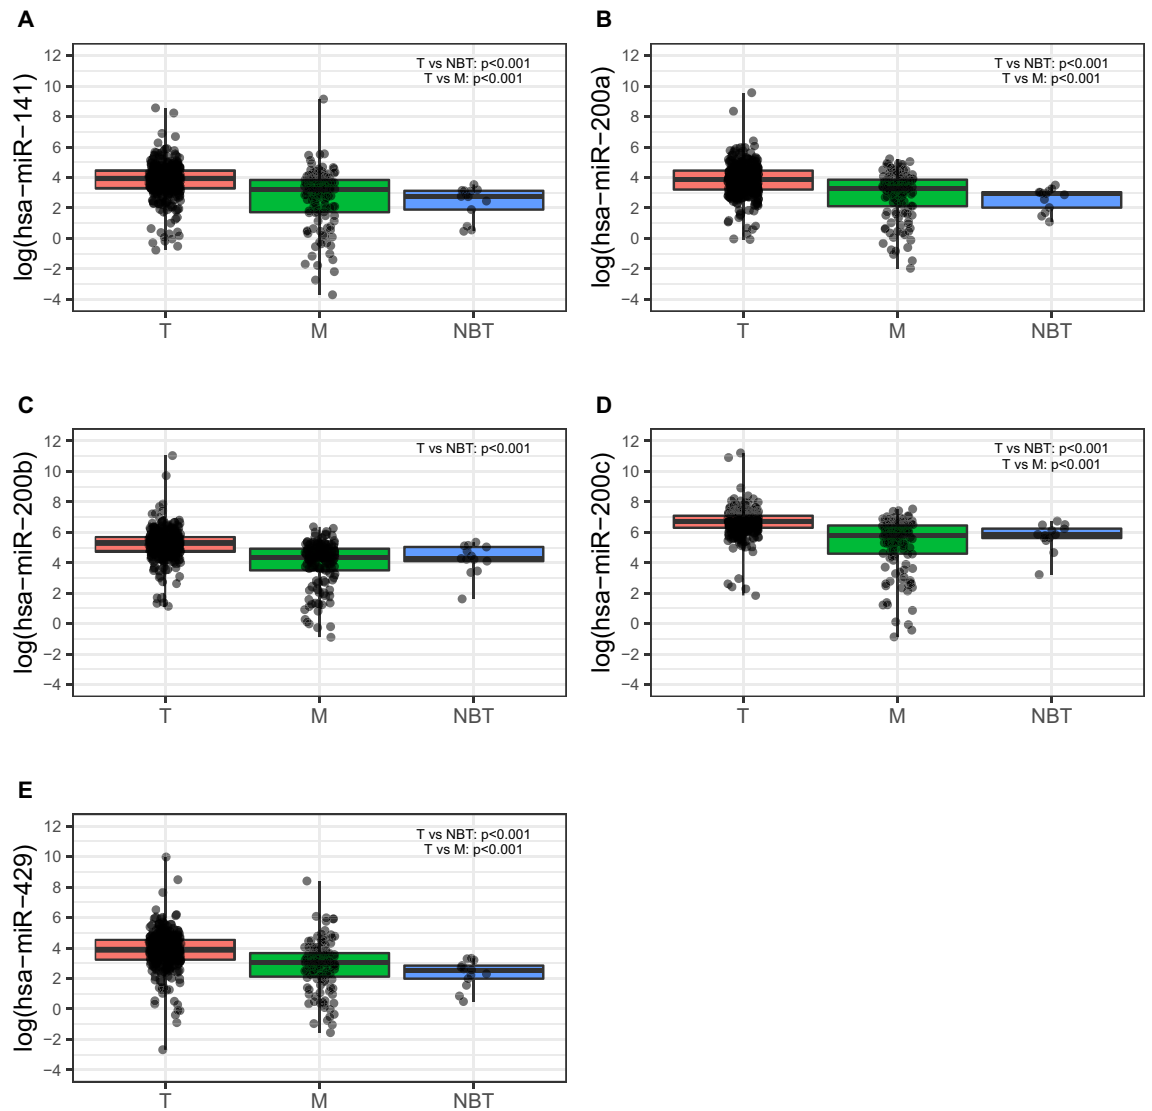 A
log(hsa−miR−141)
12
10
8
6
4
2
0
−2
−4
T vs NBT: p<0.001
T vs M: p<0.001
T M NBT
B
log(hsa−miR−200a)
12
10
8
6
4
2
0
−2
−4
T vs NBT: p<0.001
T vs M: p<0.001
T M NBT
C
log(hsa−miR−200b)
12
10
8
6
4
2
0
−2
−4
T vs NBT: p<0.001
T M NBT
D
log(hsa−miR−200c)
12
10
8
6
4
2
0
−2
−4
T vs NBT: p<0.001
T vs M: p<0.001
T M NBT
E
log(hsa−miR−429)
12
10
8
6
4
2
0
−2
−4
T vs NBT: p<0.001
T vs M: p<0.001
T M NBT